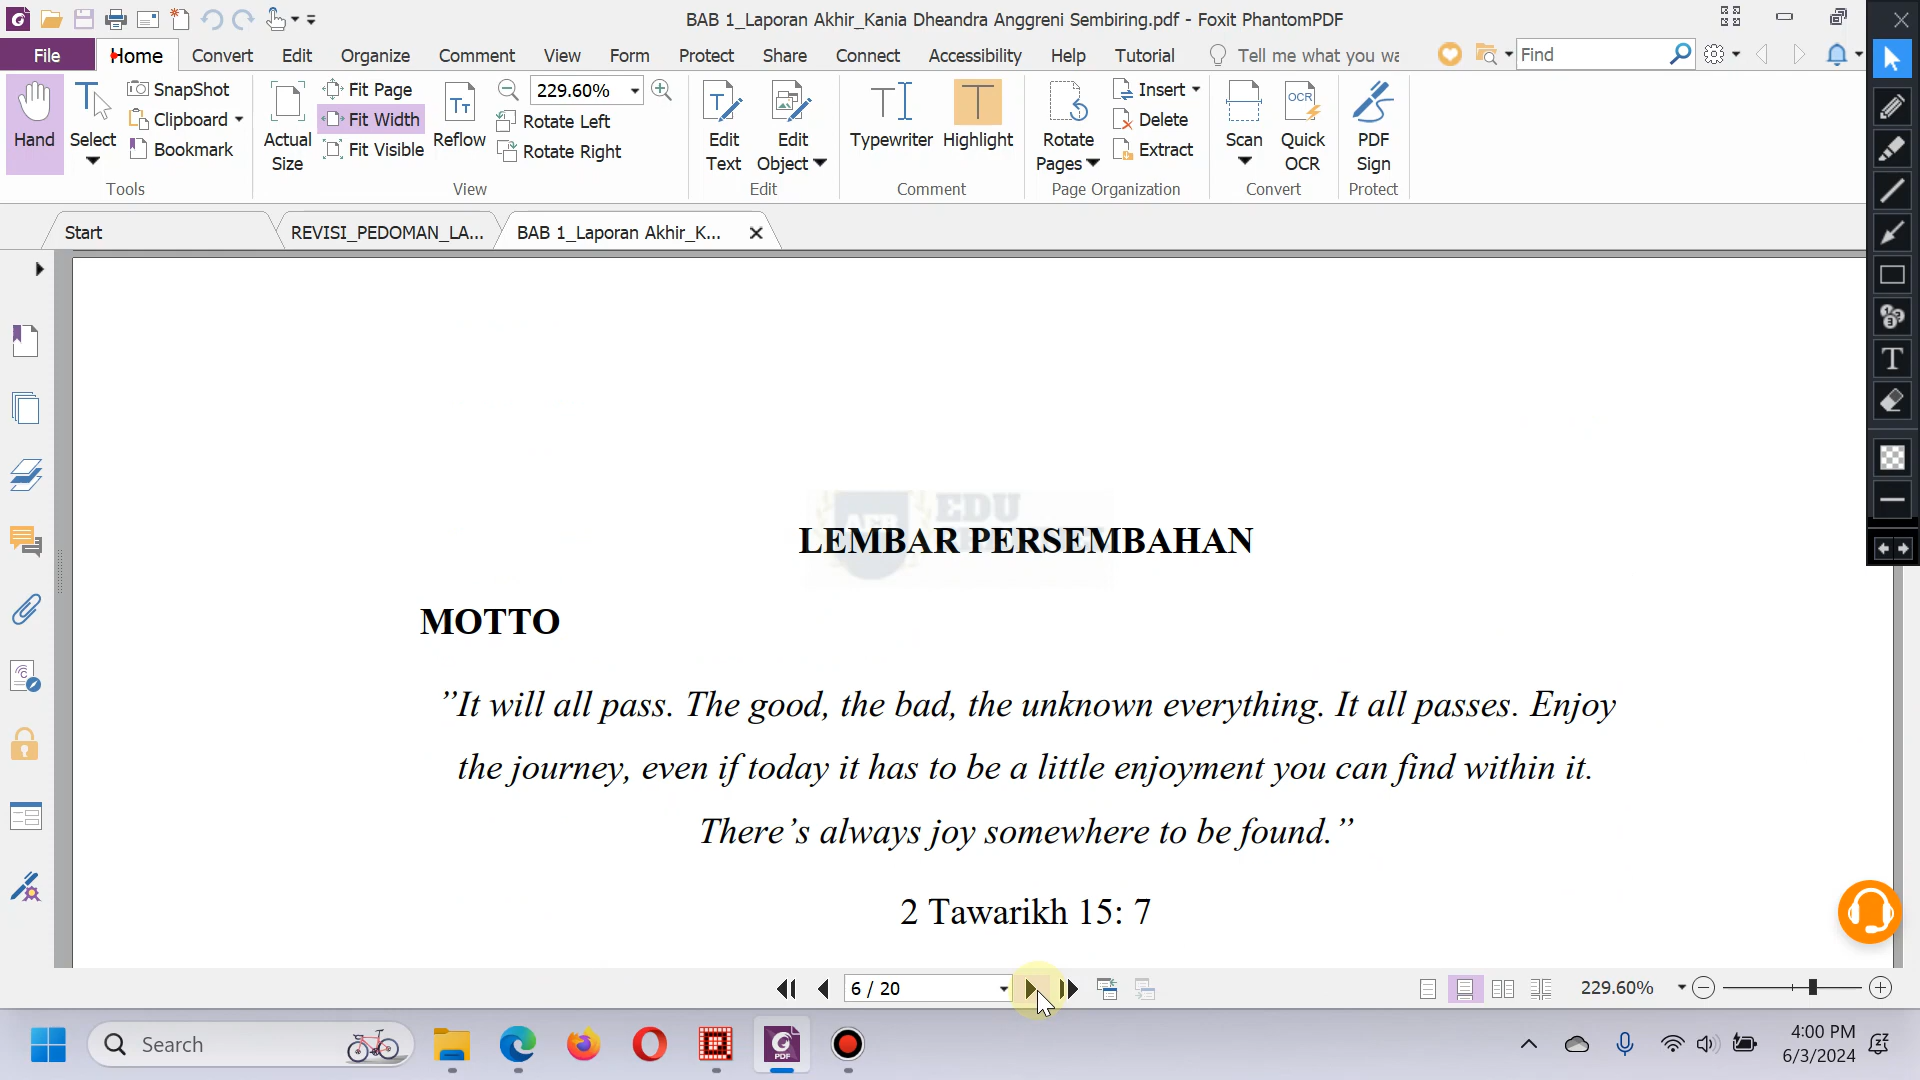 BAB 1_Laporan Akhir_Kania Dheandra Anggreni Sembiring.pdf - Foxit PhantomPDF
File Home Convert Edit Organize Comment View Form Protect Share Connect Accessibility Help Tutorial Tell me what you wa Find
Hand
Select
SnapShot
Clipboard
Bookmark
Tools
Actual Size
Fit Page
Fit Width
Fit Visible
Reflow
229.60%
Rotate Left
Rotate Right
View
Edit Text
Edit Object
Edit
Typewriter
Highlight
Comment
Rotate Pages
Insert
Delete
Extract
Page Organization
Scan
OCR
Quick OCR
Convert
PDF Sign
Protect
Start
REVISI_PEDOMAN_LA...
BAB 1_Laporan Akhir_K...
EDU
LEMBAR PERSEMBAHAN
MOTTO
”It will all pass. The good, the bad, the unknown everything. It all passes. Enjoy
the journey, even if today it has to be a little enjoyment you can find within it.
There’s always joy somewhere to be found.”
2 Tawarikh 15: 7
6 / 20
229.60%
Search
PDF
4:00 PM
6/3/2024